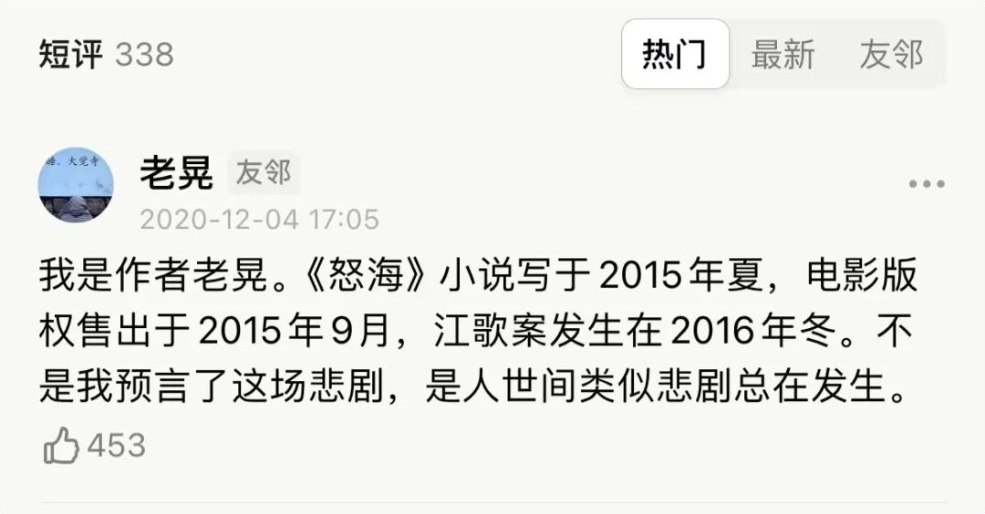 短评 338
热门 最新 友邻
睡。大觉寺
老晃 友邻
2020-12-04 17:05
我是作者老晃。《怒海》小说写于2015年夏，电影版
权售出于2015年9月，江歌案发生在2016年冬。不
是我预言了这场悲剧，是人世间类似悲剧总在发生。
453